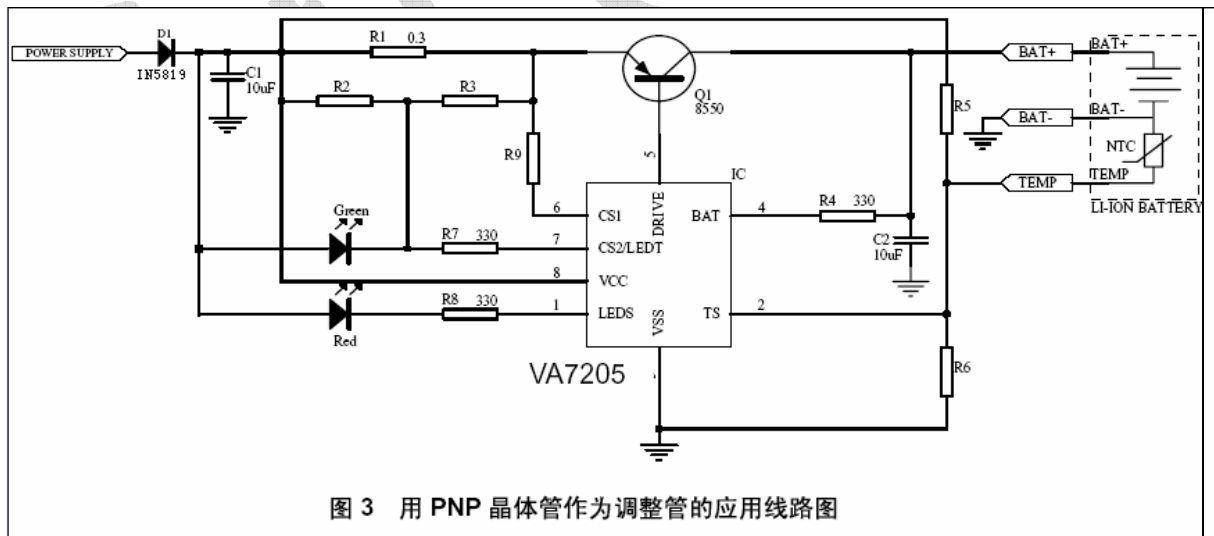 D1
POWER SUPPLY
IN5819
C1
10uF
R1 0.3
R2
R3
R9
Q1
8550
R5
BAT+
BAT+
BAT-
BAT-
NTC
TEMP
TEMP
LI-ION BATTERY
5
IC
6
CS1
DRIVE
BAT
4
R4 330
Green
R7 330
7
CS2/LEDT
C2
10uF
8
VCC
R8 330
1
LEDS
VSS
TS
2
Red
VA7205
R6
图 3 用 PNP 晶体管作为调整管的应用线路图